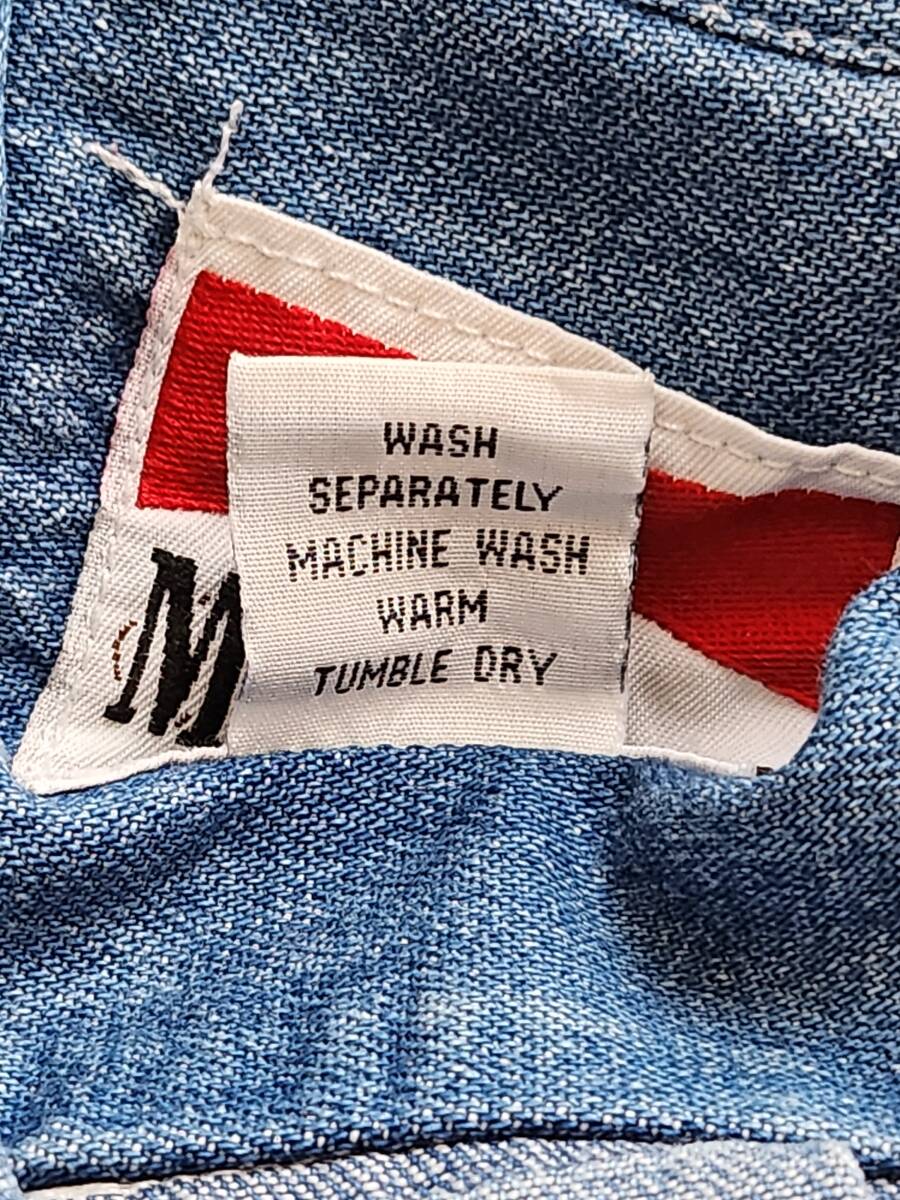 WASH
SEPARATELY
MACHINE WASH
WARM
TUMBLE DRY
M